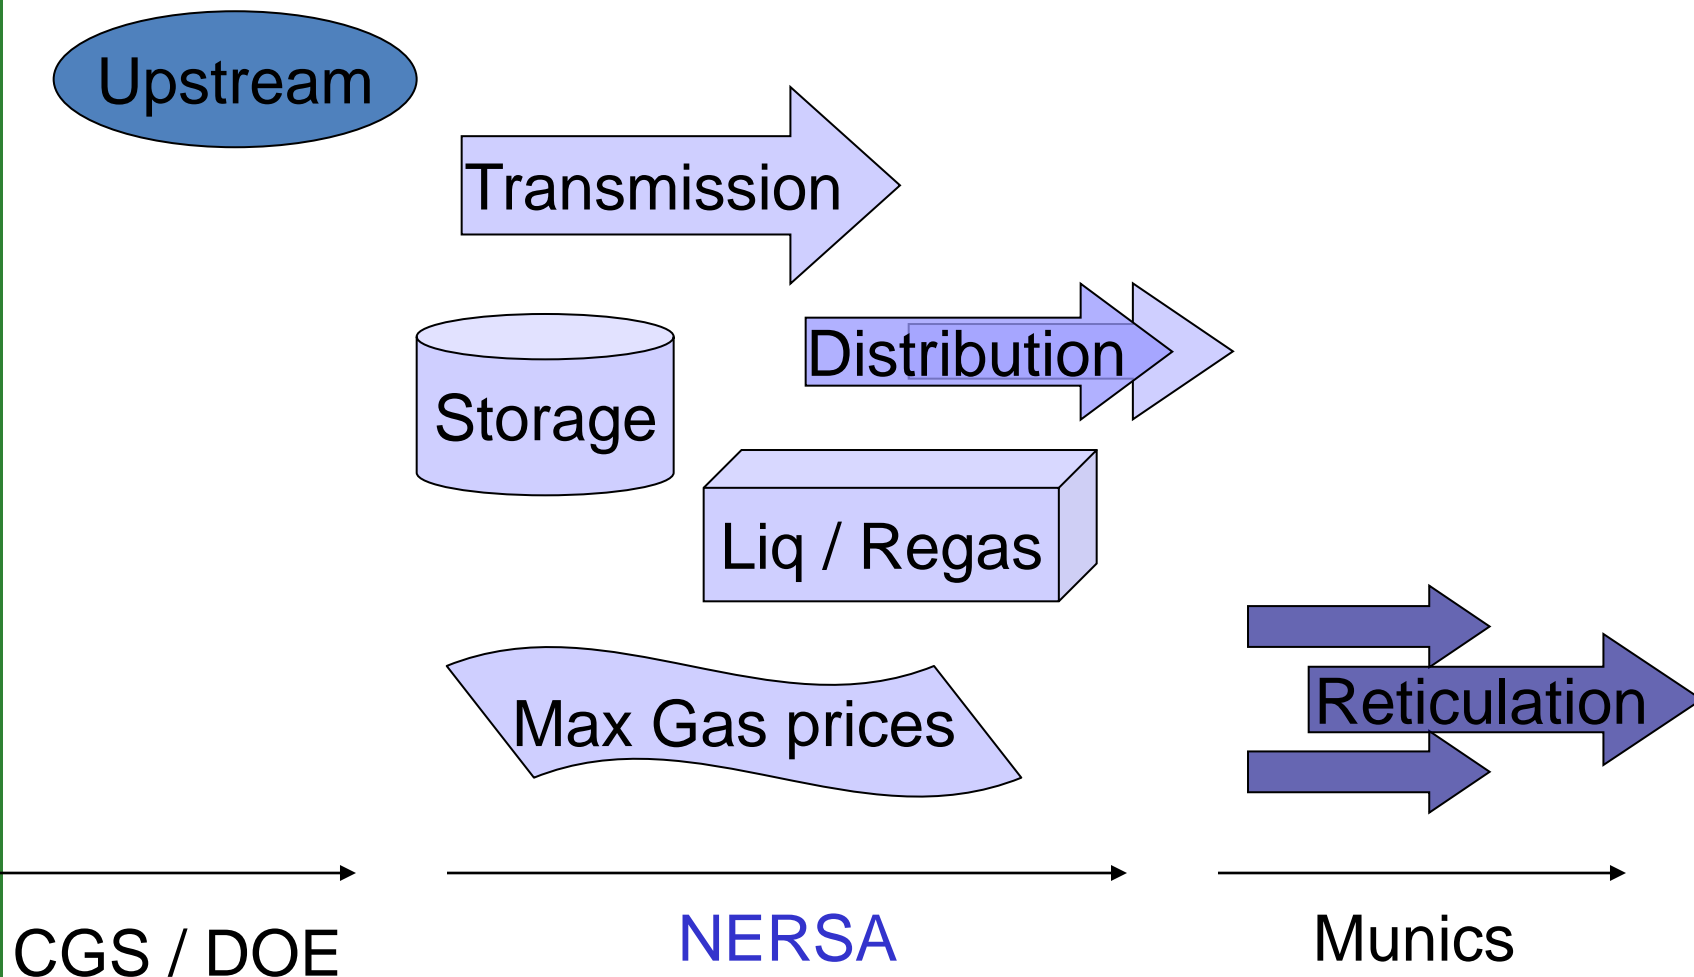 Upstream
Transmission
Distribution
Storage
Liq / Regas
Max Gas prices
Reticulation
CGS / DOE
NERSA
Munics